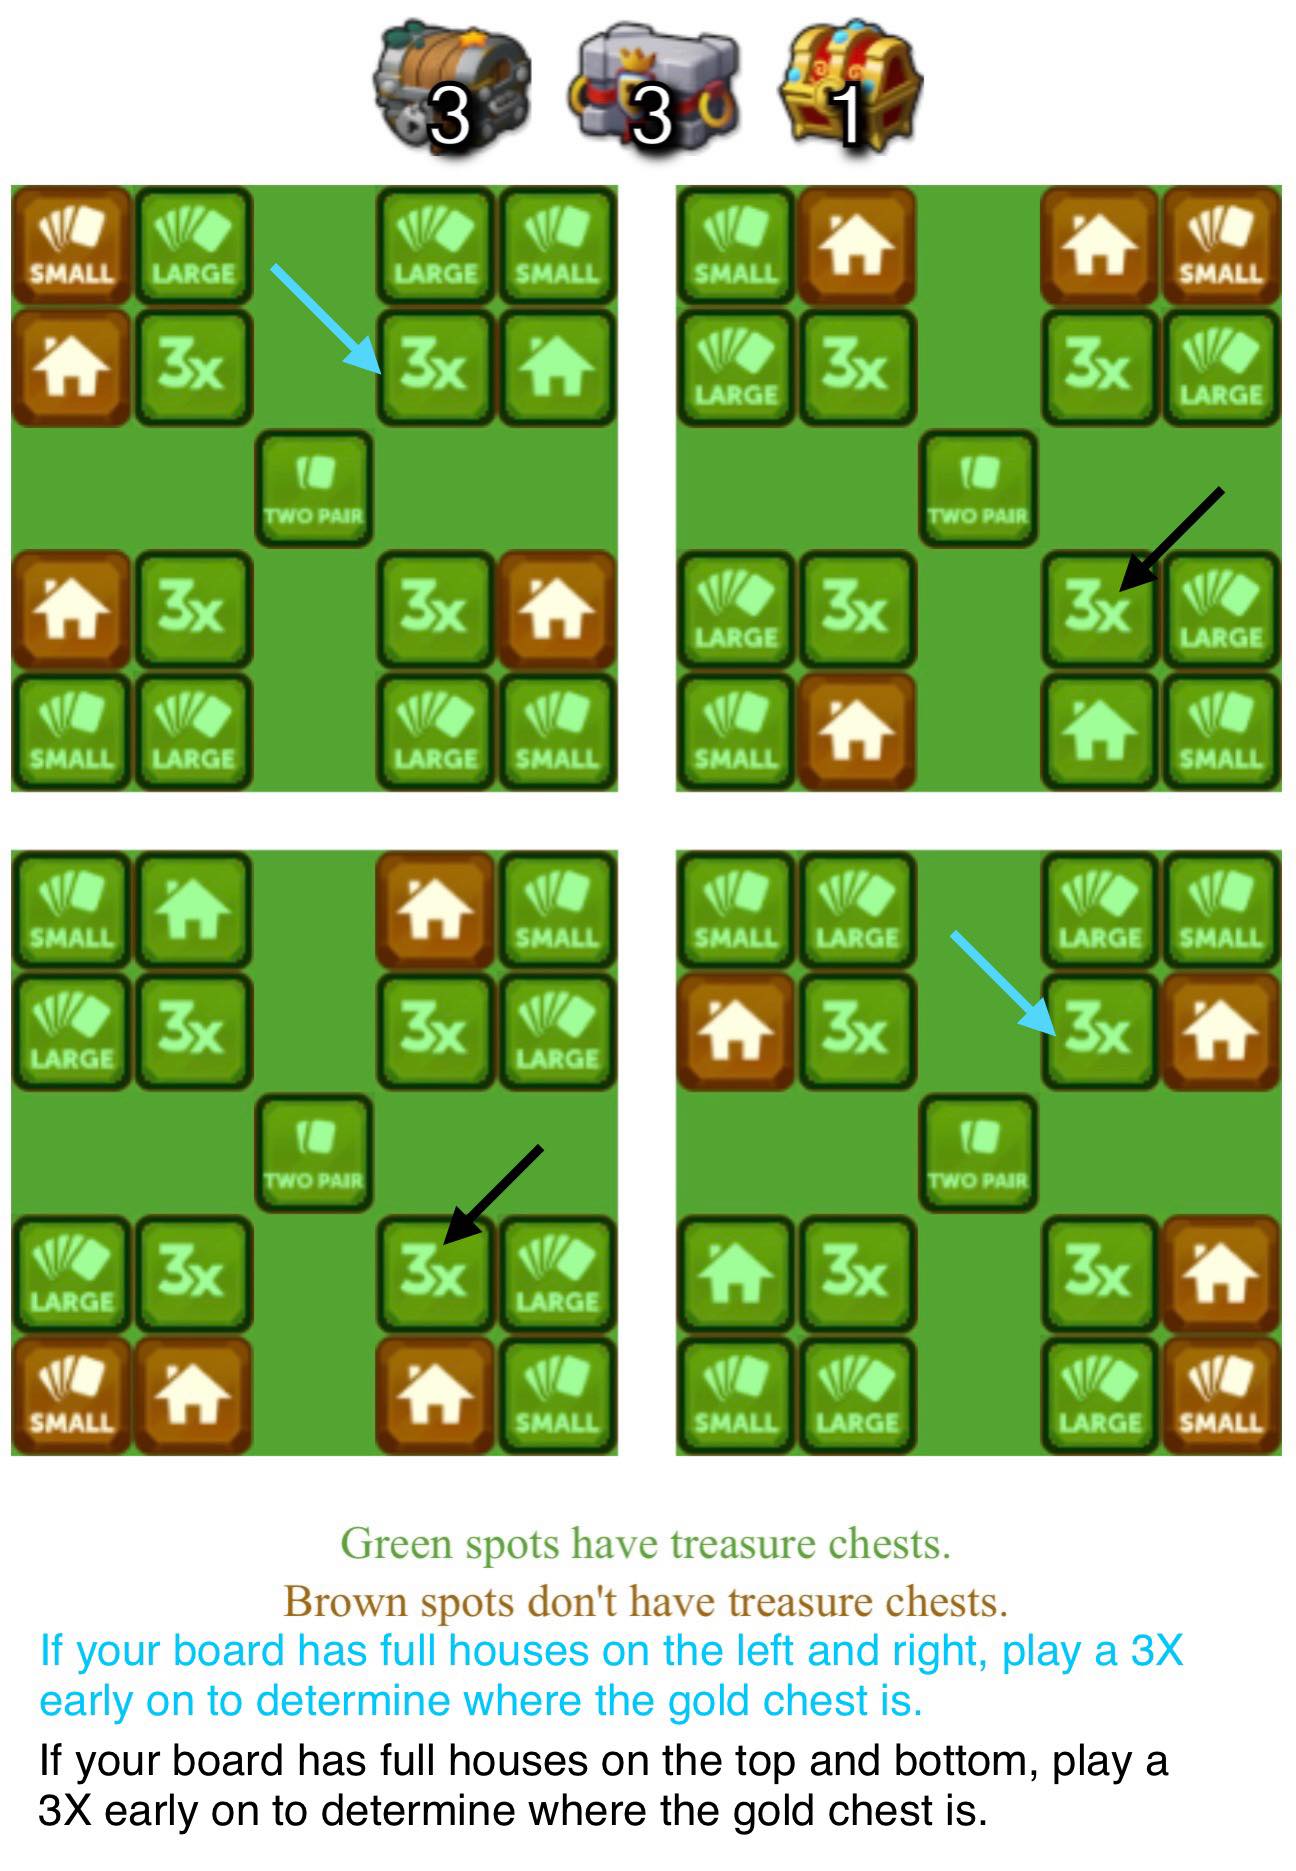 3 3 1
SMALL LARGE LARGE SMALL SMALL SMALL
3x 3x LARGE 3x 3x LARGE
TWO PAIR TWO PAIR
3x 3x LARGE 3x 3x LARGE
SMALL LARGE LARGE SMALL SMALL SMALL
SMALL SMALL SMALL LARGE LARGE SMALL
LARGE 3x 3x LARGE 3x 3x
TWO PAIR TWO PAIR
LARGE 3x 3x LARGE 3x 3x
SMALL SMALL SMALL LARGE LARGE SMALL
Green spots have treasure chests.
Brown spots don't have treasure chests.
If your board has full houses on the left and right, play a 3X
early on to determine where the gold chest is.
If your board has full houses on the top and bottom, play a
3X early on to determine where the gold chest is.